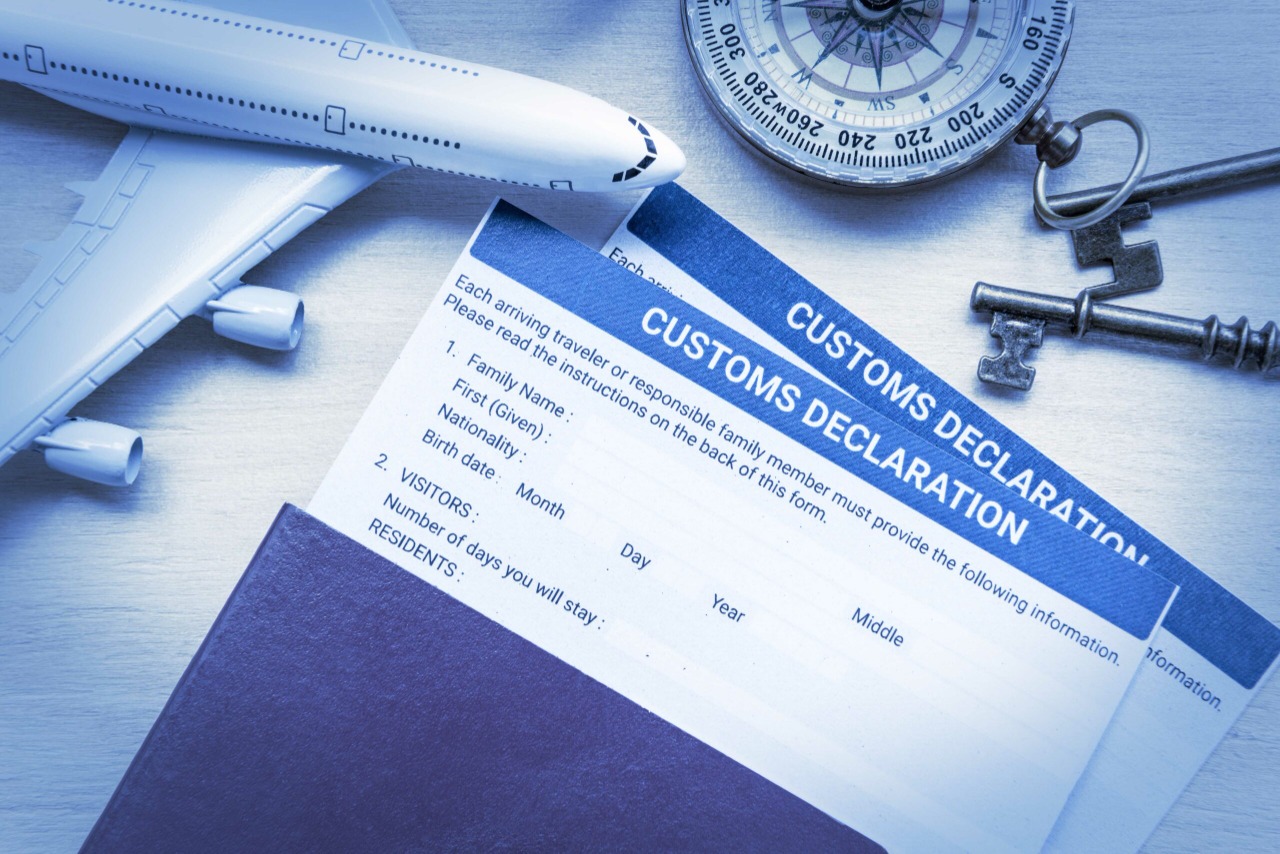 300
280
W
260
240
220
200
S
160
W
SW
S
CUSTOMS DECLARATION
Each
CUSTOMS DECLARATION
Each arriving traveler or responsible family member must provide the following information.
Please read the instructions on the back of this form.
1. Family Name :
First (Given) : Middle
Nationality :
Birth date : Month Day Year
2. VISITORS :
Number of days you will stay :
RESIDENTS :
information.